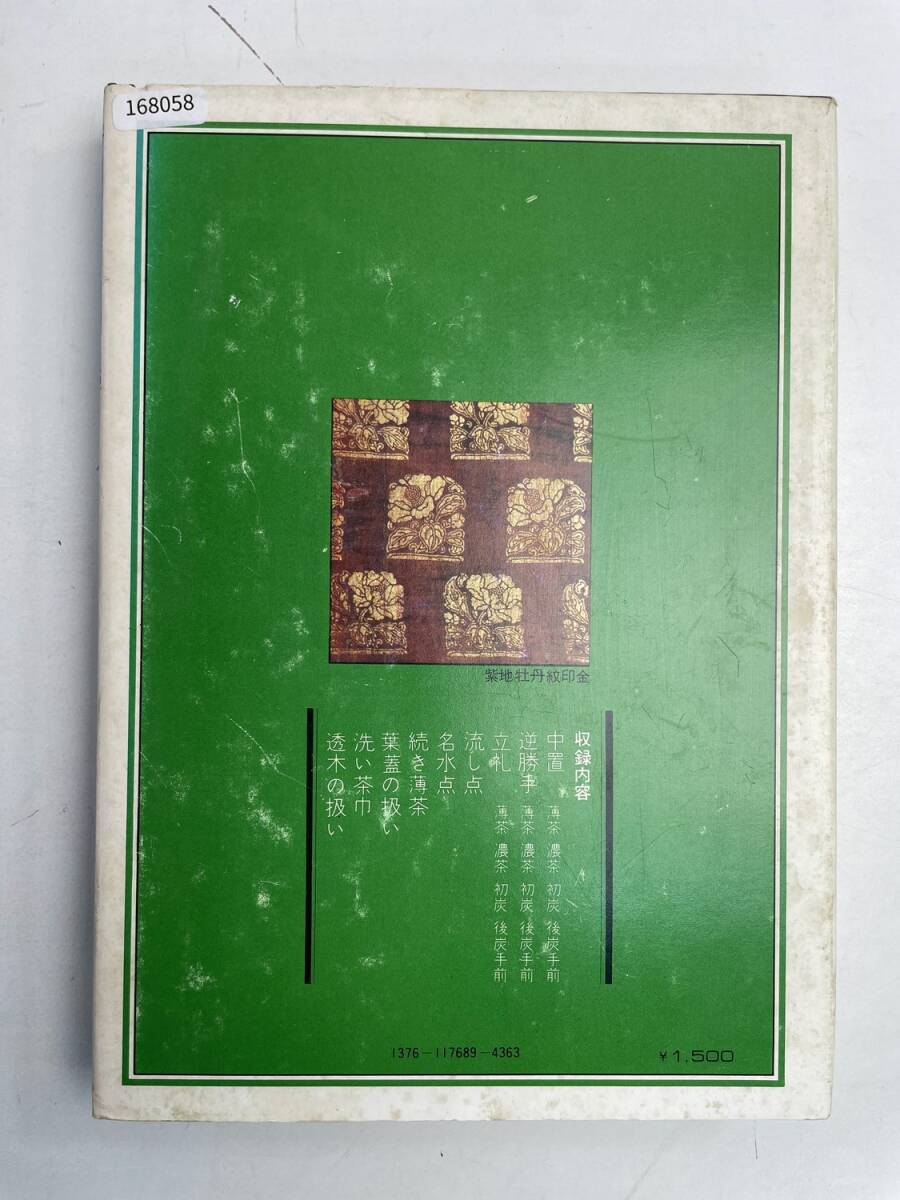 168058
紫地牡丹紋印金
収録内容
中置 薄茶 濃茶 初炭 後炭手前
逆勝手 薄茶 濃茶 初炭 後炭手前
立礼 薄茶 濃茶 初炭 後炭手前
流し点
名水点
続き薄茶
葉蓋の扱い
洗い茶巾
透木の扱い
1376-117689-4363
¥1,500